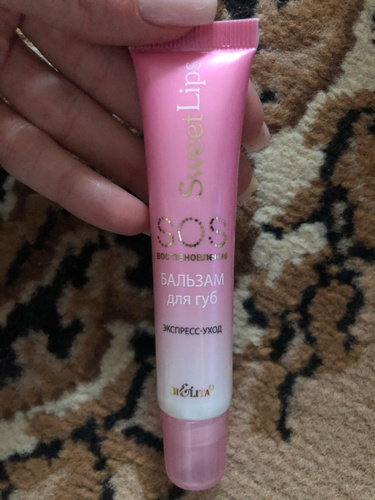 Sweet Lips
SOS
ВОССТАНОВЛЕНИЕ
БАЛЬЗАМ
для губ
ЭКСПРЕСС-УХОД
BIELITA